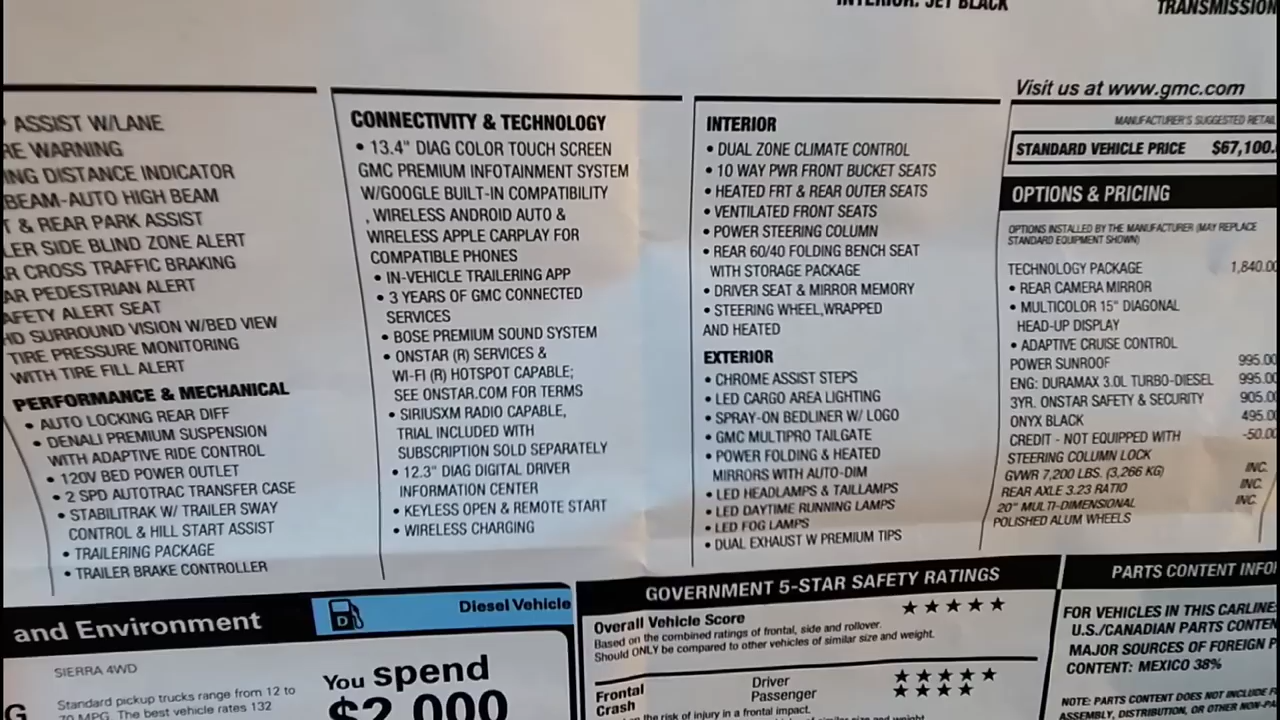 INTERIOR: JET BLACK
TRANSMISSION
ASSIST W/LANE
WARNING
DISTANCE INDICATOR
BEAM-AUTO HIGH BEAM
& REAR PARK ASSIST
SIDE BLIND ZONE ALERT
CROSS TRAFFIC BRAKING
PEDESTRIAN ALERT
ALERT SEAT
HD SURROUND VISION W/BED VIEW
TIRE PRESSURE MONITORING
WITH TIRE FILL ALERT
PERFORMANCE & MECHANICAL
• AUTO LOCKING REAR DIFF
• DENALI PREMIUM SUSPENSION
WITH ADAPTIVE RIDE CONTROL
• 120V BED POWER OUTLET
• 2 SPD AUTOTRAC TRANSFER CASE
• STABILITRAK W/ TRAILER SWAY
CONTROL & HILL START ASSIST
• TRAILERING PACKAGE
• TRAILER BRAKE CONTROLLER
CONNECTIVITY & TECHNOLOGY
• 13.4" DIAG COLOR TOUCH SCREEN
GMC PREMIUM INFOTAINMENT SYSTEM
W/GOOGLE BUILT-IN COMPATIBILITY
, WIRELESS ANDROID AUTO &
WIRELESS APPLE CARPLAY FOR
COMPATIBLE PHONES
• IN-VEHICLE TRAILERING APP
• 3 YEARS OF GMC CONNECTED
SERVICES
• BOSE PREMIUM SOUND SYSTEM
• ONSTAR (R) SERVICES &
WI-FI (R) HOTSPOT CAPABLE;
SEE ONSTAR.COM FOR TERMS
• SIRIUSXM RADIO CAPABLE,
TRIAL INCLUDED WITH
SUBSCRIPTION SOLD SEPARATELY
• 12.3" DIAG DIGITAL DRIVER
INFORMATION CENTER
• KEYLESS OPEN & REMOTE START
• WIRELESS CHARGING
INTERIOR
• DUAL ZONE CLIMATE CONTROL
• 10 WAY PWR FRONT BUCKET SEATS
• HEATED FRT & REAR OUTER SEATS
• VENTILATED FRONT SEATS
• POWER STEERING COLUMN
• REAR 60/40 FOLDING BENCH SEAT
WITH STORAGE PACKAGE
• DRIVER SEAT & MIRROR MEMORY
• STEERING WHEEL,WRAPPED
AND HEATED
EXTERIOR
• CHROME ASSIST STEPS
• LED CARGO AREA LIGHTING
• SPRAY-ON BEDLINER W/ LOGO
• GMC MULTIPRO TAILGATE
• POWER FOLDING & HEATED
MIRRORS WITH AUTO-DIM
• LED HEADLAMPS & TAILLAMPS
• LED DAYTIME RUNNING LAMPS
• LED FOG LAMPS
• DUAL EXHAUST W PREMIUM TIPS
Visit us at www.gmc.com
MANUFACTURER'S SUGGESTED RETAIL
STANDARD VEHICLE PRICE $67,100.
OPTIONS & PRICING
OPTIONS INSTALLED BY THE MANUFACTURER (MAY REPLACE
STANDARD EQUIPMENT SHOWN)
TECHNOLOGY PACKAGE 1,840.00
• REAR CAMERA MIRROR
• MULTICOLOR 15" DIAGONAL
HEAD-UP DISPLAY
• ADAPTIVE CRUISE CONTROL
POWER SUNROOF 995.00
ENG: DURAMAX 3.0L TURBO-DIESEL 995.00
3YR. ONSTAR SAFETY & SECURITY 905.00
ONYX BLACK 495.00
CREDIT - NOT EQUIPPED WITH -50.00
STEERING COLUMN LOCK
GVWR 7,200 LBS. (3,266 KG) INC.
REAR AXLE 3.23 RATIO INC.
20" MULTI-DIMENSIONAL INC.
POLISHED ALUM WHEELS
and Environment
D
Diesel Vehicle
SIERRA 4WD
Standard pickup trucks range from 12 to
70 MPG. The best vehicle rates 132
You spend
$2,000
GOVERNMENT 5-STAR SAFETY RATINGS
Overall Vehicle Score ★★★★★
Based on the combined ratings of frontal, side and rollover.
Should ONLY be compared to other vehicles of similar size and weight.
Frontal Driver ★★★★★
Crash Passenger ★★★★
the risk of injury in a frontal impact.
PARTS CONTENT
FOR VEHICLES IN THIS CARLINE
U.S./CANADIAN PARTS CONTENT
MAJOR SOURCES OF FOREIGN
CONTENT: MEXICO 38%
NOTE: PARTS CONTENT DOES NOT INCLUDE
ASSEMBLY, DISTRIBUTION, OR OTHER